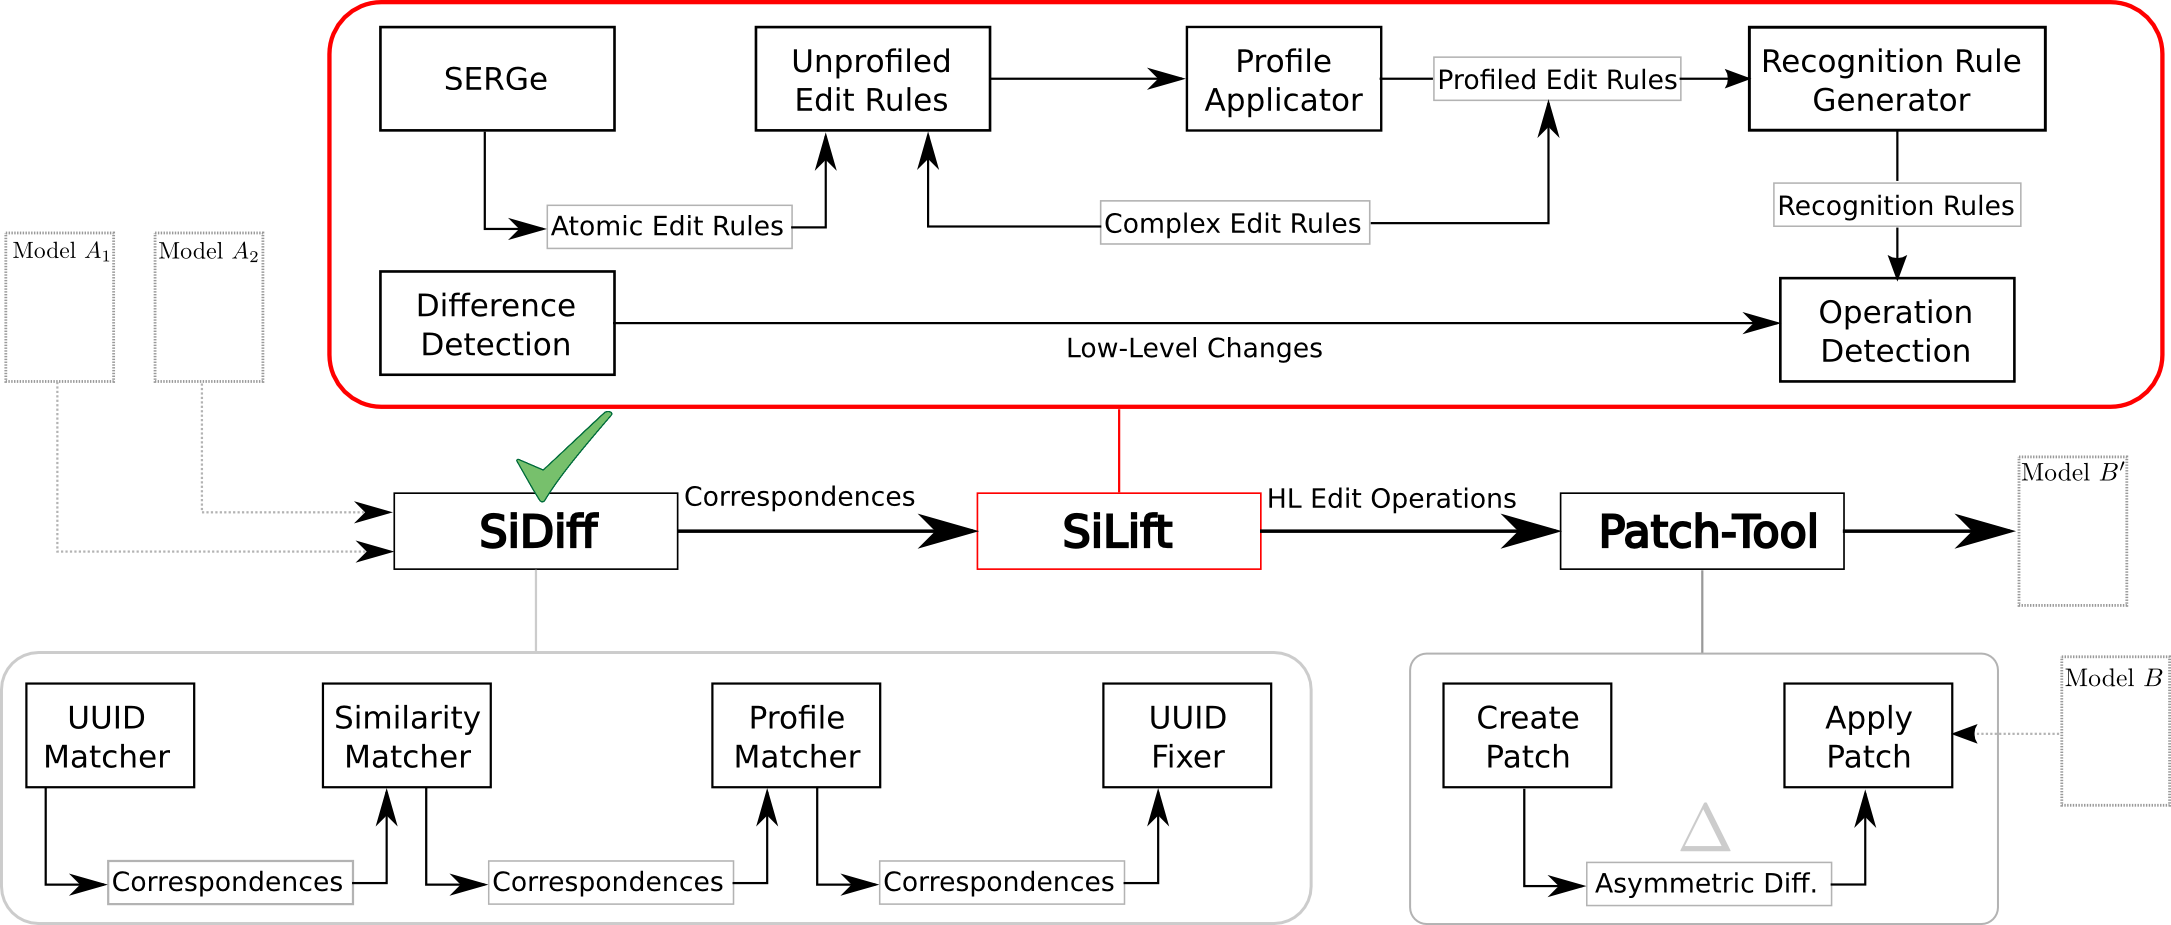 SERGe
Unprofiled
Edit Rules
Profile
Applicator
Profiled Edit Rules
Recognition Rule
Generator
Atomic Edit Rules
Complex Edit Rules
Recognition Rules
Model A₁
Model A₂
Difference
Detection
Low-Level Changes
Operation
Detection
SiDiff
Correspondences
SiLift
HL Edit Operations
Patch-Tool
Model B′
UUID
Matcher
Similarity
Matcher
Profile
Matcher
UUID
Fixer
Correspondences
Correspondences
Correspondences
Create
Patch
Apply
Patch
Model B
Δ
Asymmetric Diff.